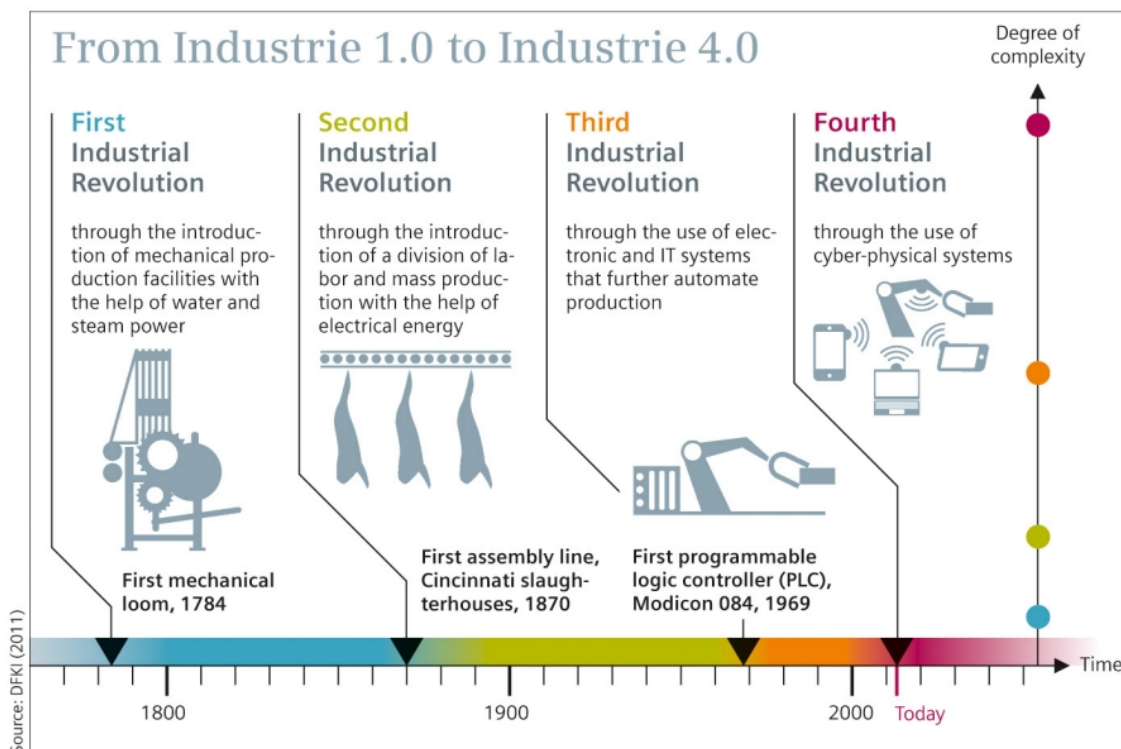 From Industrie 1.0 to Industrie 4.0
Degree of
complexity
First
Industrial
Revolution
through the introduc-
tion of mechanical pro-
duction facilities with
the help of water and
steam power
Second
Industrial
Revolution
through the introduc-
tion of a division of la-
bor and mass produc-
tion with the help of
electrical energy
Third
Industrial
Revolution
through the use of elec-
tronic and IT systems
that further automate
production
Fourth
Industrial
Revolution
through the use of
cyber-physical systems
First mechanical
loom, 1784
First assembly line,
Cincinnati slaugh-
terhouses, 1870
First programmable
logic controller (PLC),
Modicon 084, 1969
Time
1800
1900
2000
Today
Source: DFKI (2011)